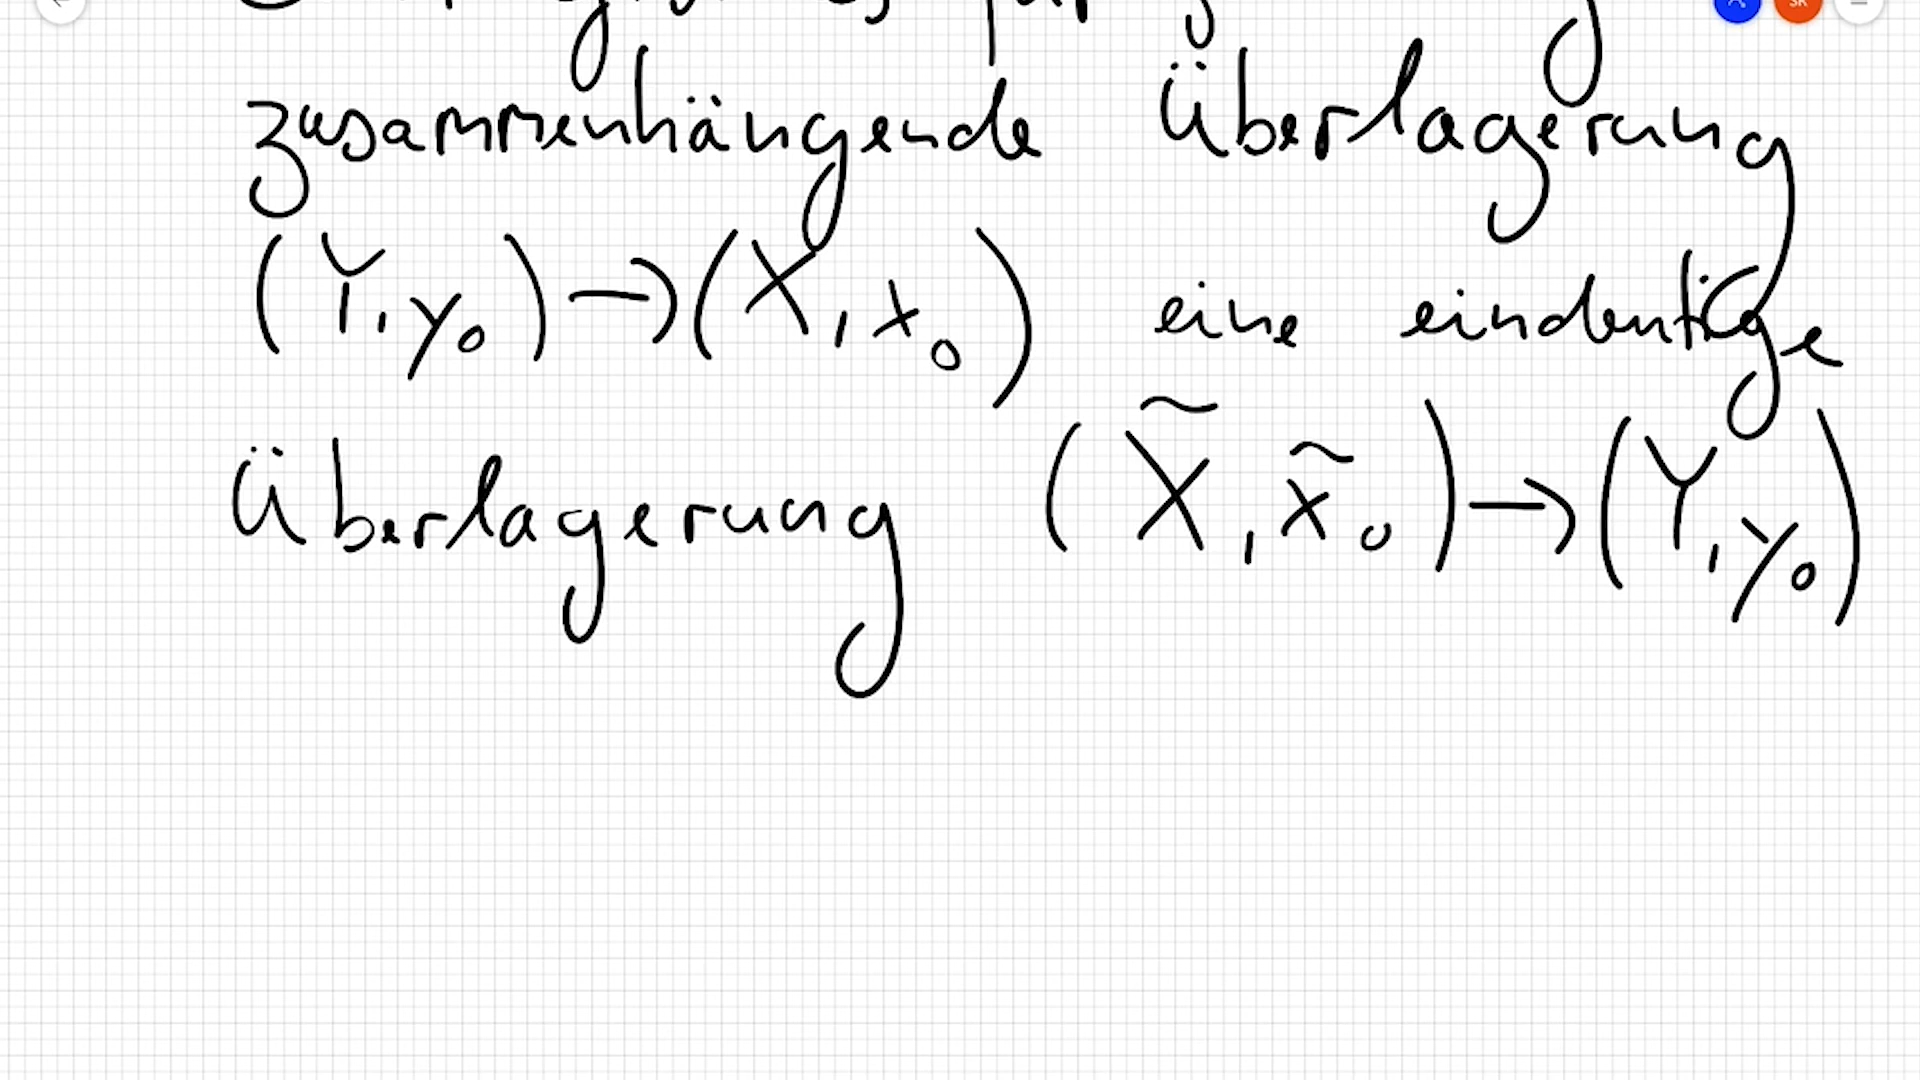 zusammenhängende Überlagerung
(Y, y₀) → (X, x₀) eine eindeutige
Überlagerung (X̃, x̃₀) → (Y, y₀)